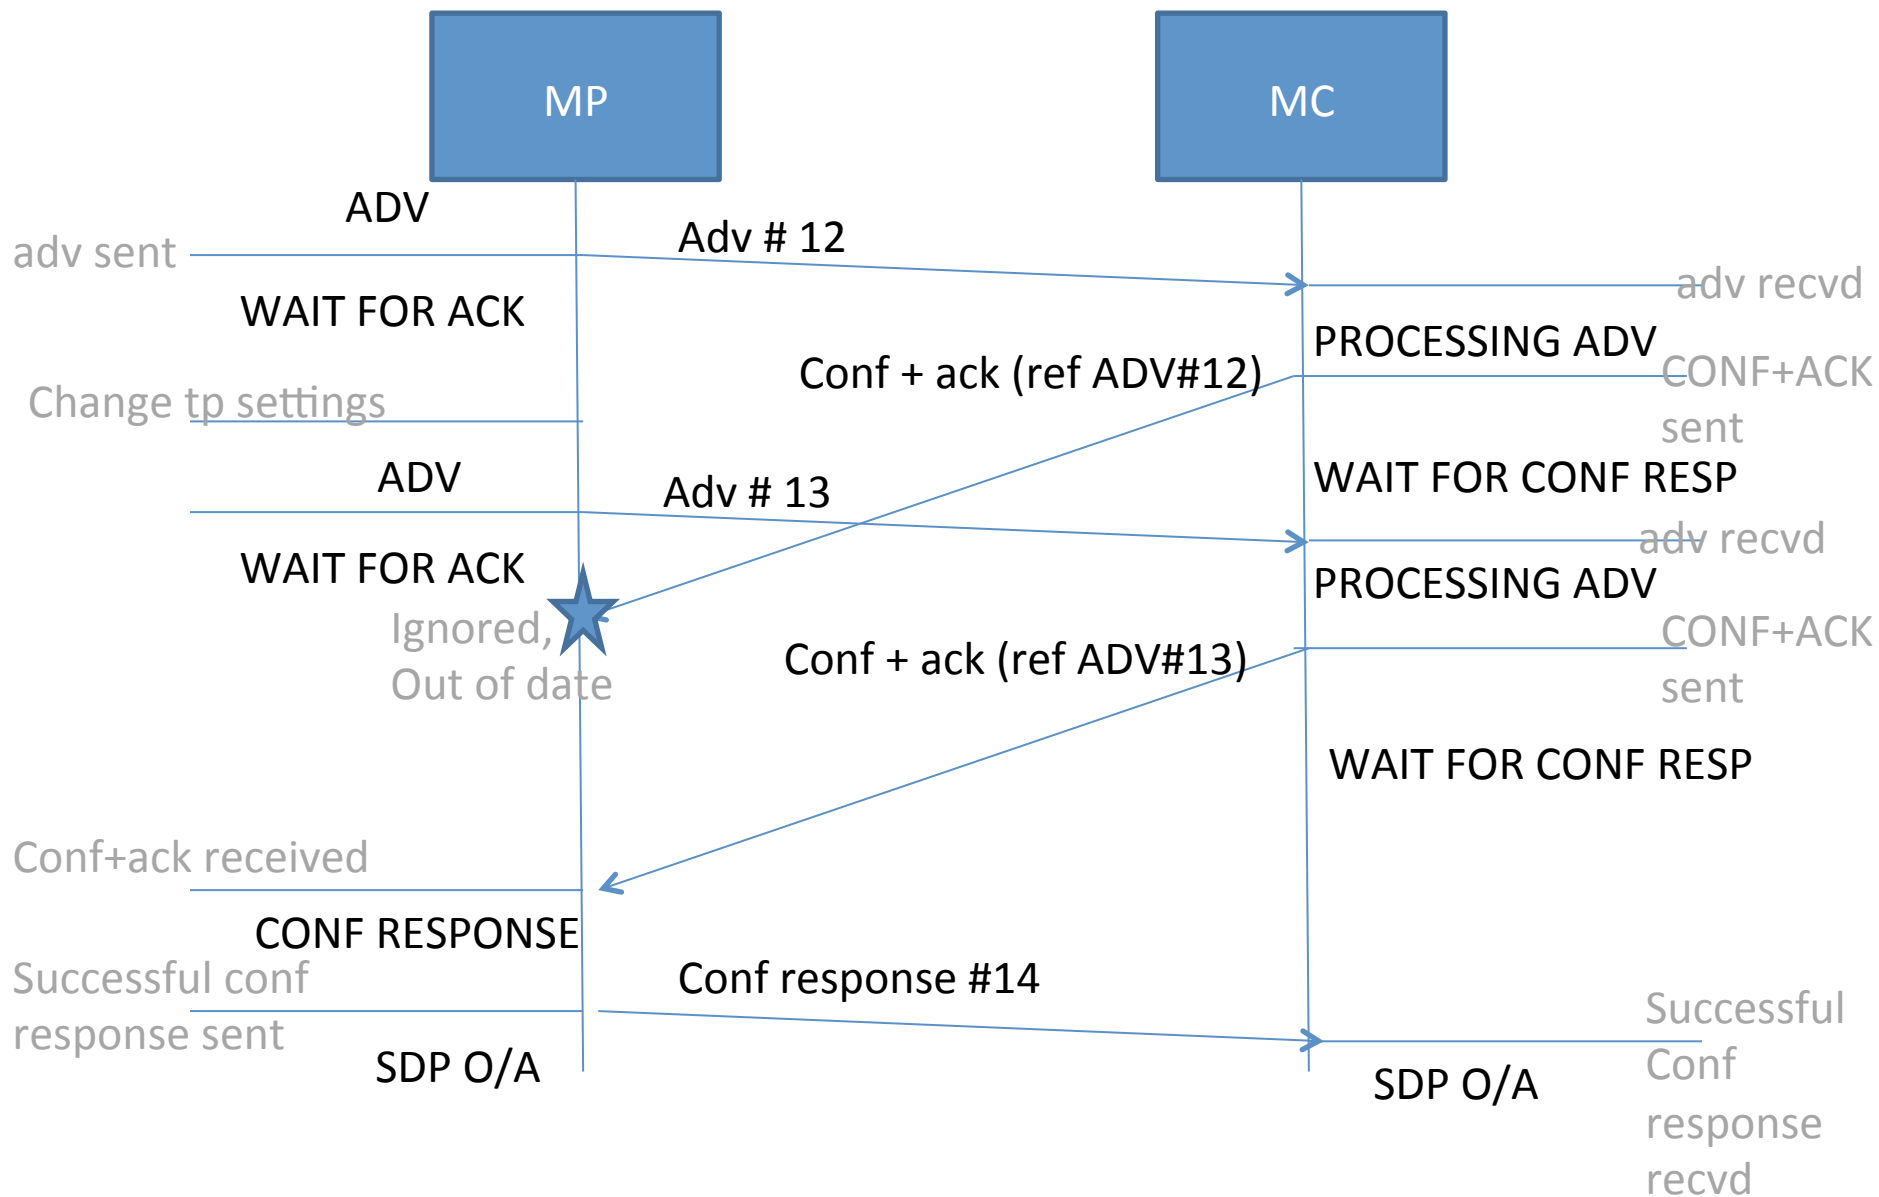 MP
MC
ADV
Adv # 12
adv sent
adv recvd
WAIT FOR ACK
PROCESSING ADV
Conf + ack (ref ADV#12)
CONF+ACK
sent
Change tp settings
ADV
Adv # 13
WAIT FOR CONF RESP
adv recvd
WAIT FOR ACK
PROCESSING ADV
Ignored,
Out of date
Conf + ack (ref ADV#13)
CONF+ACK
sent
WAIT FOR CONF RESP
Conf+ack received
CONF RESPONSE
Successful conf
response sent
Conf response #14
SDP O/A
Successful
Conf
response
recvd
SDP O/A